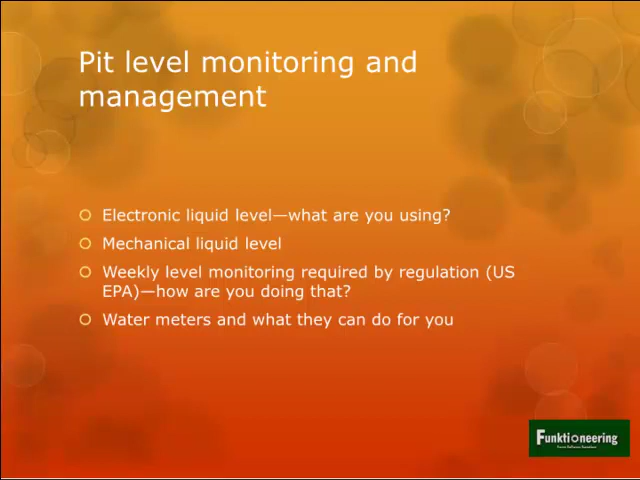 Pit level monitoring and
management
Electronic liquid level—what are you using?
Mechanical liquid level
Weekly level monitoring required by regulation (US
EPA)—how are you doing that?
Water meters and what they can do for you
Funktioneering